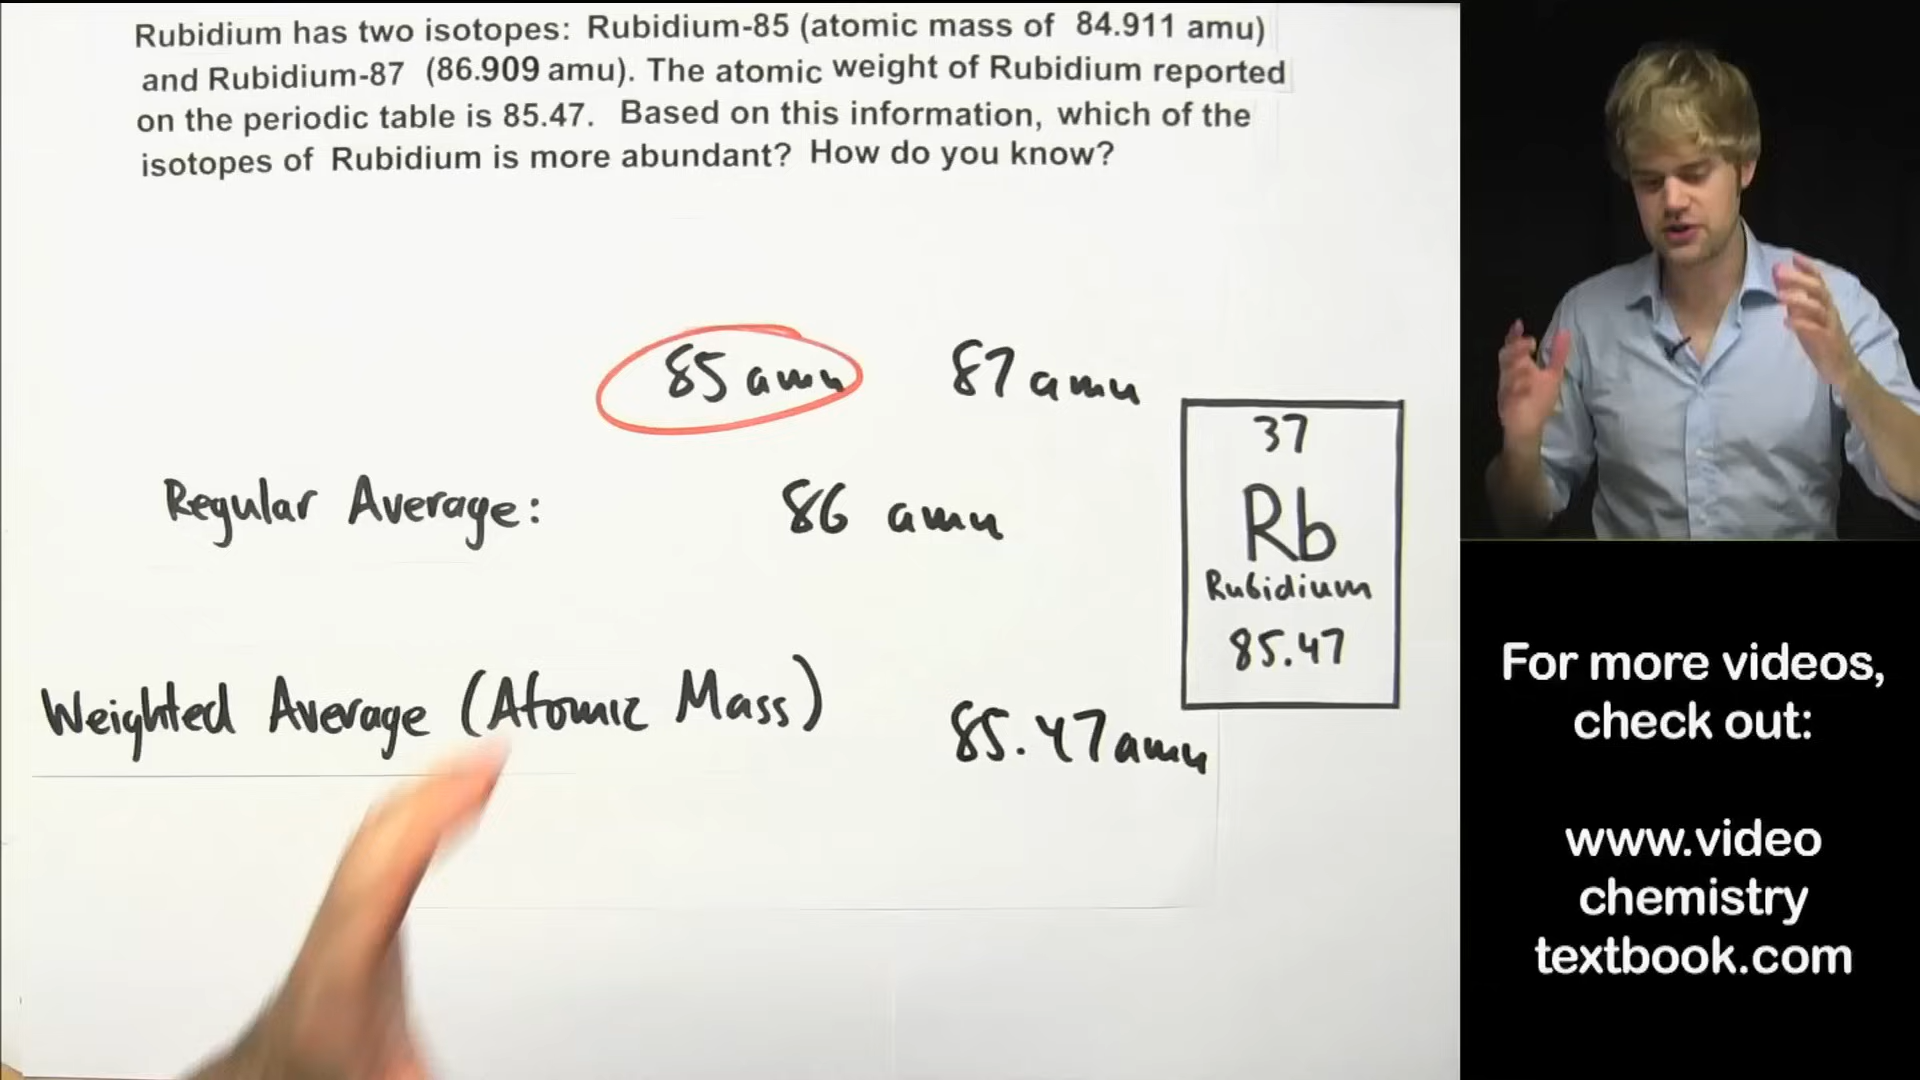 Rubidium has two isotopes: Rubidium-85 (atomic mass of 84.911 amu)
and Rubidium-87 (86.909 amu). The atomic weight of Rubidium reported
on the periodic table is 85.47. Based on this information, which of the
isotopes of Rubidium is more abundant? How do you know?
85 amu 87 amu
Regular Average: 86 amu
Weighted Average (Atomic Mass) 85.47 amu
37
Rb
Rubidium
85.47
For more videos,
check out:
www.video
chemistry
textbook.com